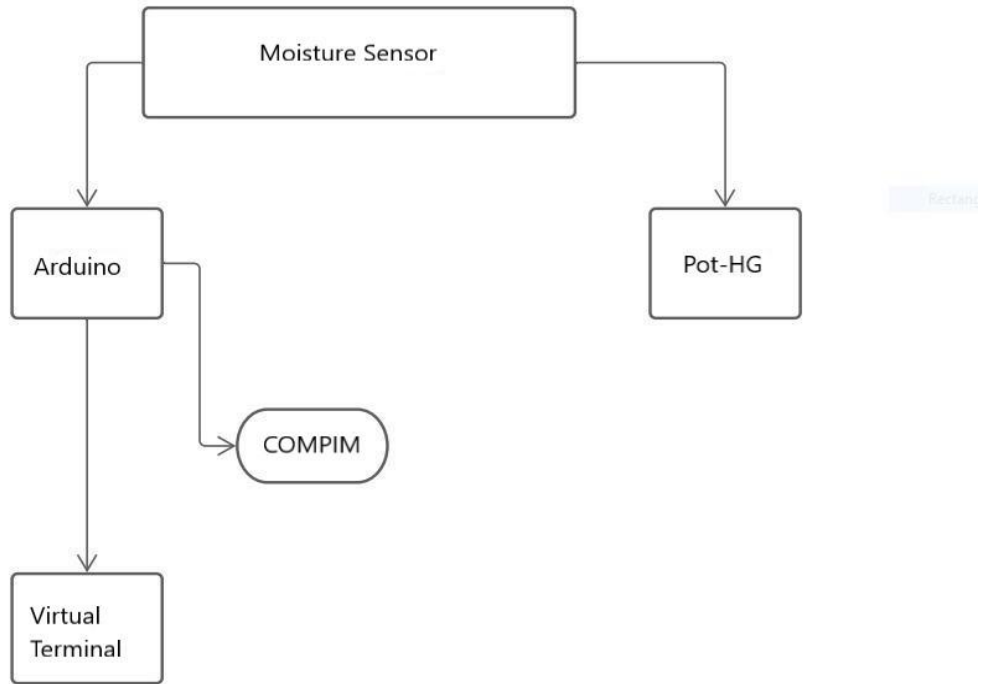 Moisture Sensor
Arduino
Pot-HG
COMPIM
Virtual
Terminal